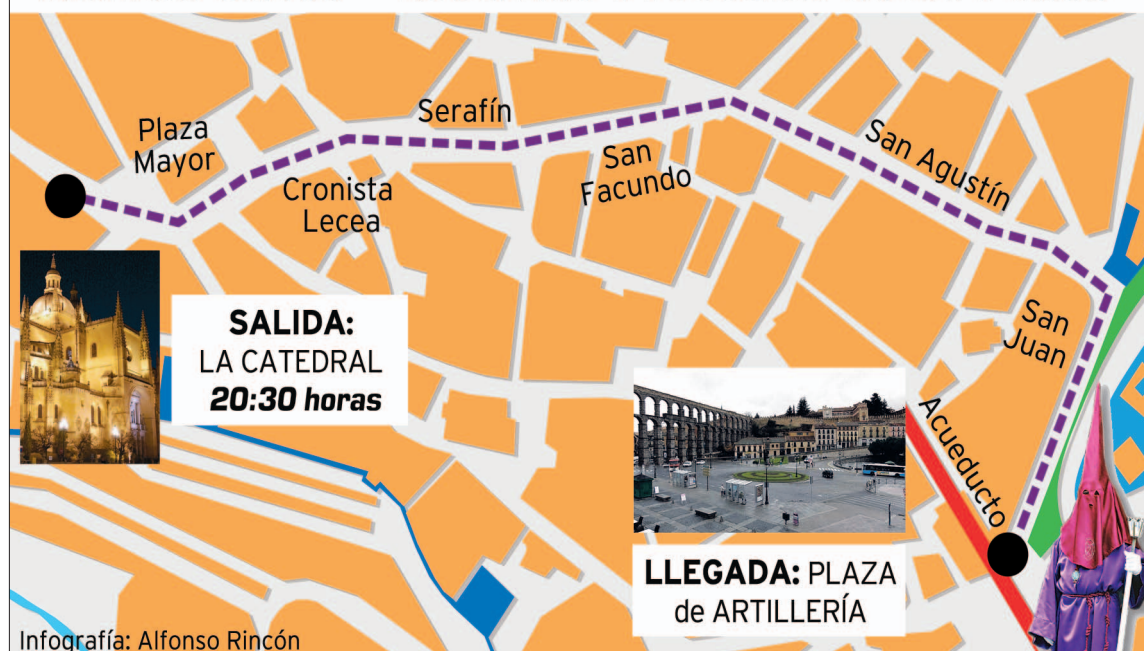 Plaza
Mayor
Cronista
Lecea
Serafín
San
Facundo
San Agustín
San
Juan
Acueducto
SALIDA:
LA CATEDRAL
20:30 horas
LLEGADA: PLAZA
de ARTILLERÍA
Infografía: Alfonso Rincón